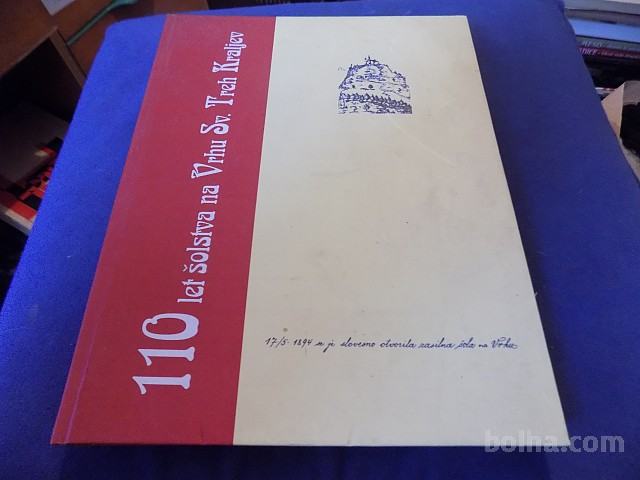 110 let šolstva na Vrhu Sv. Treh Kraljev
17/5. 1894 se je slovesno otvorila zasilna šola na Vrhu.
bolha.com